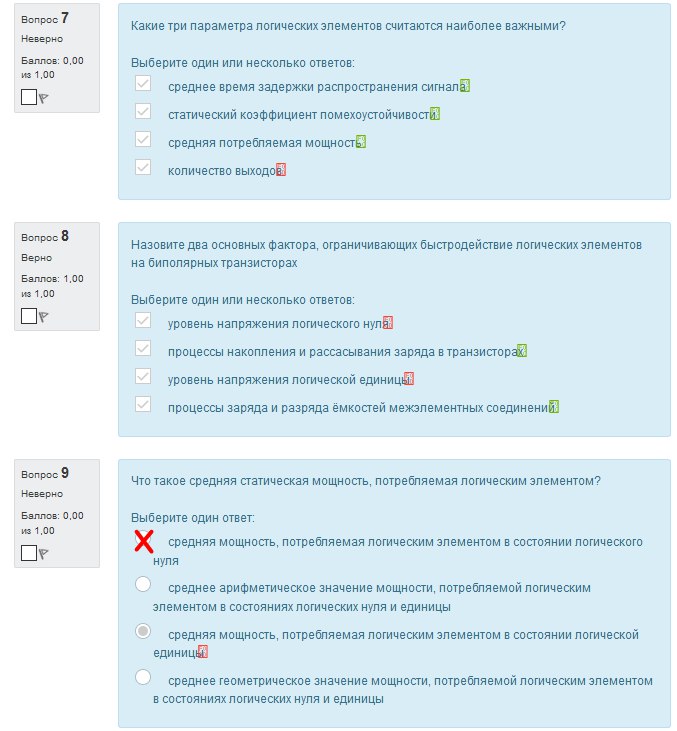 Вопрос 7
Неверно
Баллов: 0,00
из 1,00
Какие три параметра логических элементов считаются наиболее важными?
Выберите один или несколько ответов:
среднее время задержки распространения сигнала
статический коэффициент помехоустойчивости
средняя потребляемая мощность
количество выходов
Вопрос 8
Верно
Баллов: 1,00
из 1,00
Назовите два основных фактора, ограничивающих быстродействие логических элементов
на биполярных транзисторах
Выберите один или несколько ответов:
уровень напряжения логического нуля
процессы накопления и рассасывания заряда в транзисторах
уровень напряжения логической единицы
процессы заряда и разряда ёмкостей межэлементных соединений
Вопрос 9
Неверно
Баллов: 0,00
из 1,00
Что такое средняя статическая мощность, потребляемая логическим элементом?
Выберите один ответ:
средняя мощность, потребляемая логическим элементом в состоянии логического
нуля
среднее арифметическое значение мощности, потребляемой логическим
элементом в состояниях логических нуля и единицы
средняя мощность, потребляемая логическим элементом в состоянии логической
единицы
среднее геометрическое значение мощности, потребляемой логическим элементом
в состояниях логических нуля и единицы